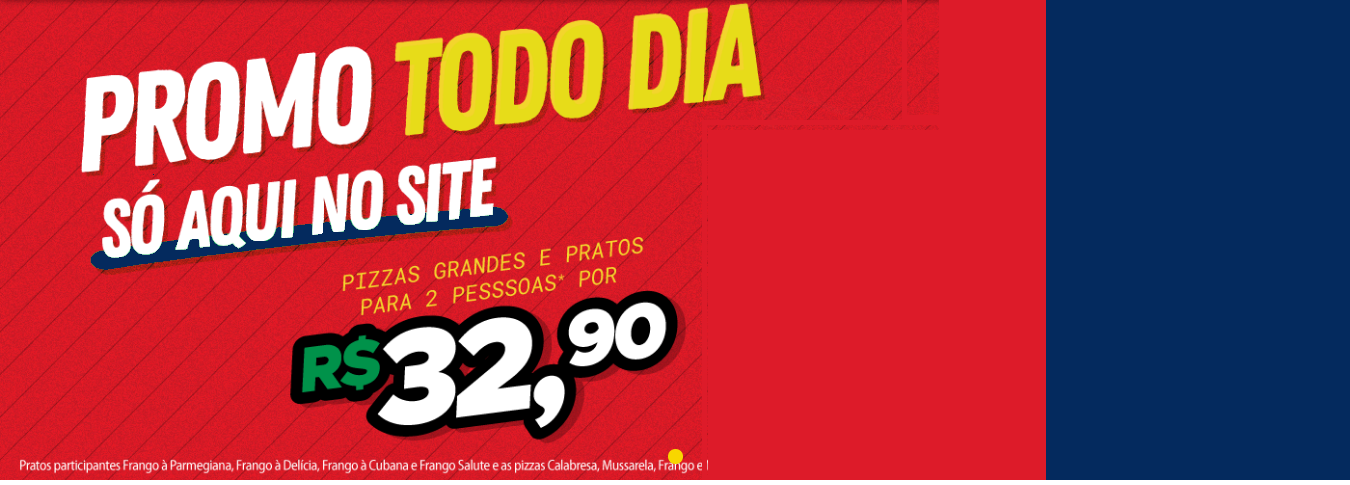 PROMO TODO DIA
SÓ AQUI NO SITE
PIZZAS GRANDES E PRATOS
PARA 2 PESSSOAS* POR
R$32,90
Pratos participantes Frango à Parmegiana, Frango à Delícia, Frango à Cubana e Frango Salute e as pizzas Calabresa, Mussarela, Frango e